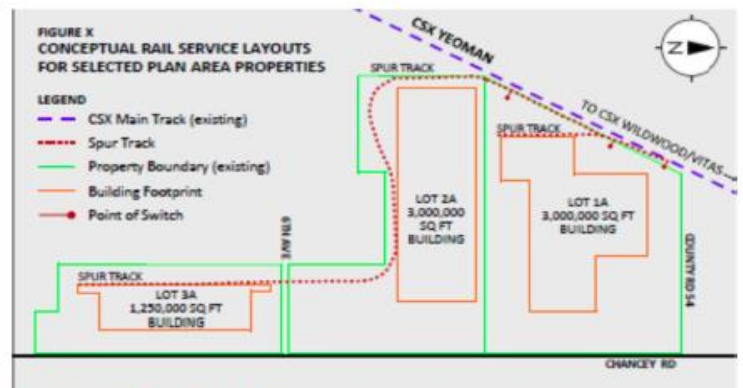 FIGURE X
CONCEPTUAL RAIL SERVICE LAYOUTS
FOR SELECTED PLAN AREA PROPERTIES
LEGEND
CSX Main Track (existing)
Spur Track
Property Boundary (existing)
Building Footprint
Point of Switch
CSX YEOMAN
N
SPUR TRACK
TO CSX WILDWOOD/VITAS
SPUR TRACK
LOT 2A
3,000,000
SQ FT
BUILDING
LOT 1A
3,000,000 SQ FT
BUILDING
6TH AVE
COUNTY RD 54
SPUR TRACK
LOT 3A
1,250,000 SQ FT
BUILDING
CHANCEY RD